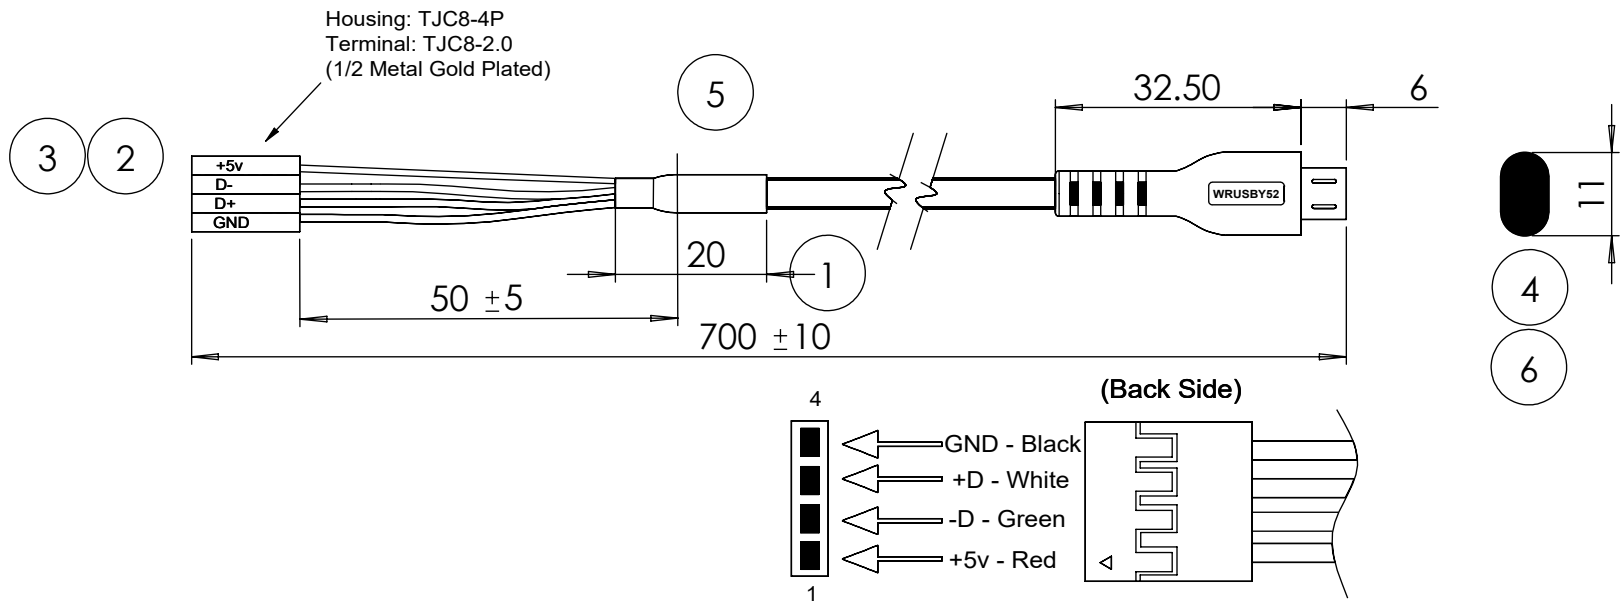 Housing: TJC8-4P
Terminal: TJC8-2.0
(1/2 Metal Gold Plated)
5
32.50
6
3
2
+5v
D-
D+
GND
WRUSBY52
11
20
1
50 ±5
4
700 ±10
6
(Back Side)
4
GND - Black
+D - White
-D - Green
+5v - Red
1